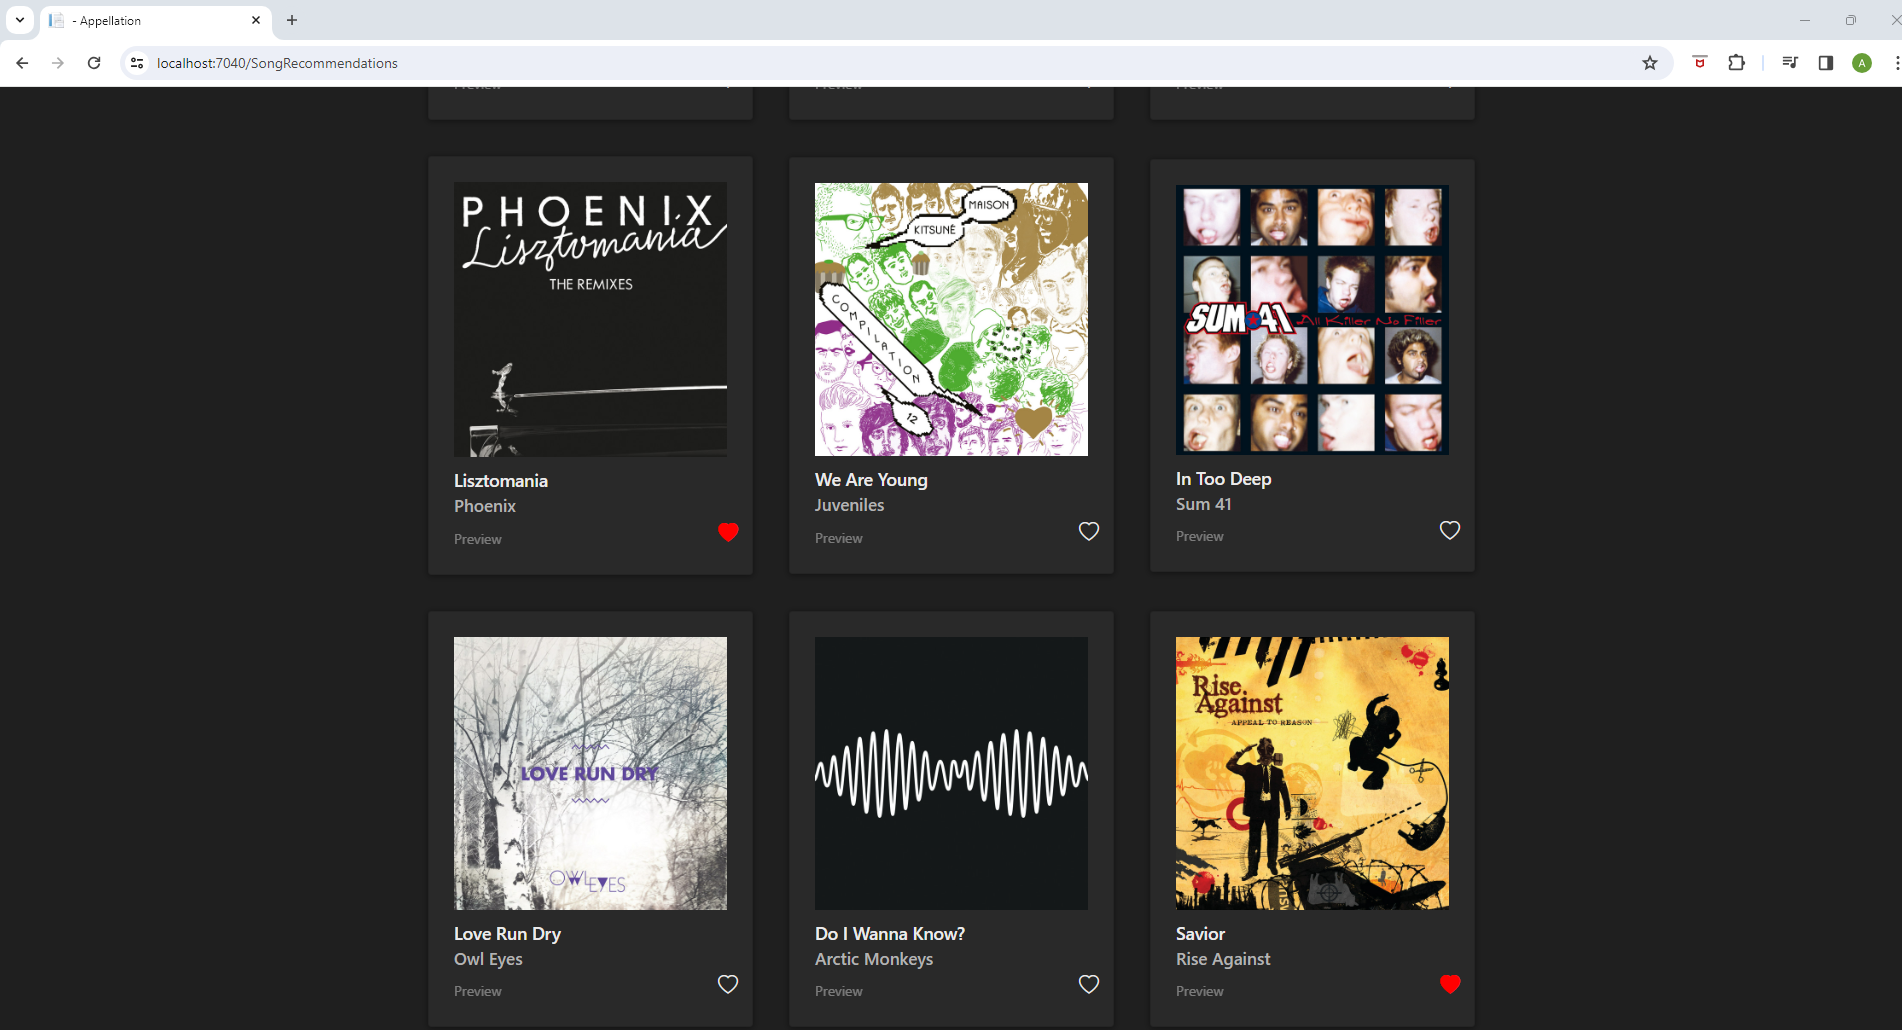 - Appellation
localhost:7040/SongRecommendations
A
Preview
Preview
Preview
PHOENIX
Lisztomania
THE REMIXES
Lisztomania
Phoenix
Preview
MAISON
KITSUNÉ
COMPILATION
12
We Are Young
Juveniles
Preview
SUM 41
All Killer No Filler
In Too Deep
Sum 41
Preview
LOVE RUN DRY
OWL EYES
Love Run Dry
Owl Eyes
Preview
Do I Wanna Know?
Arctic Monkeys
Preview
Rise Against
APPEAL TO REASON
Savior
Rise Against
Preview